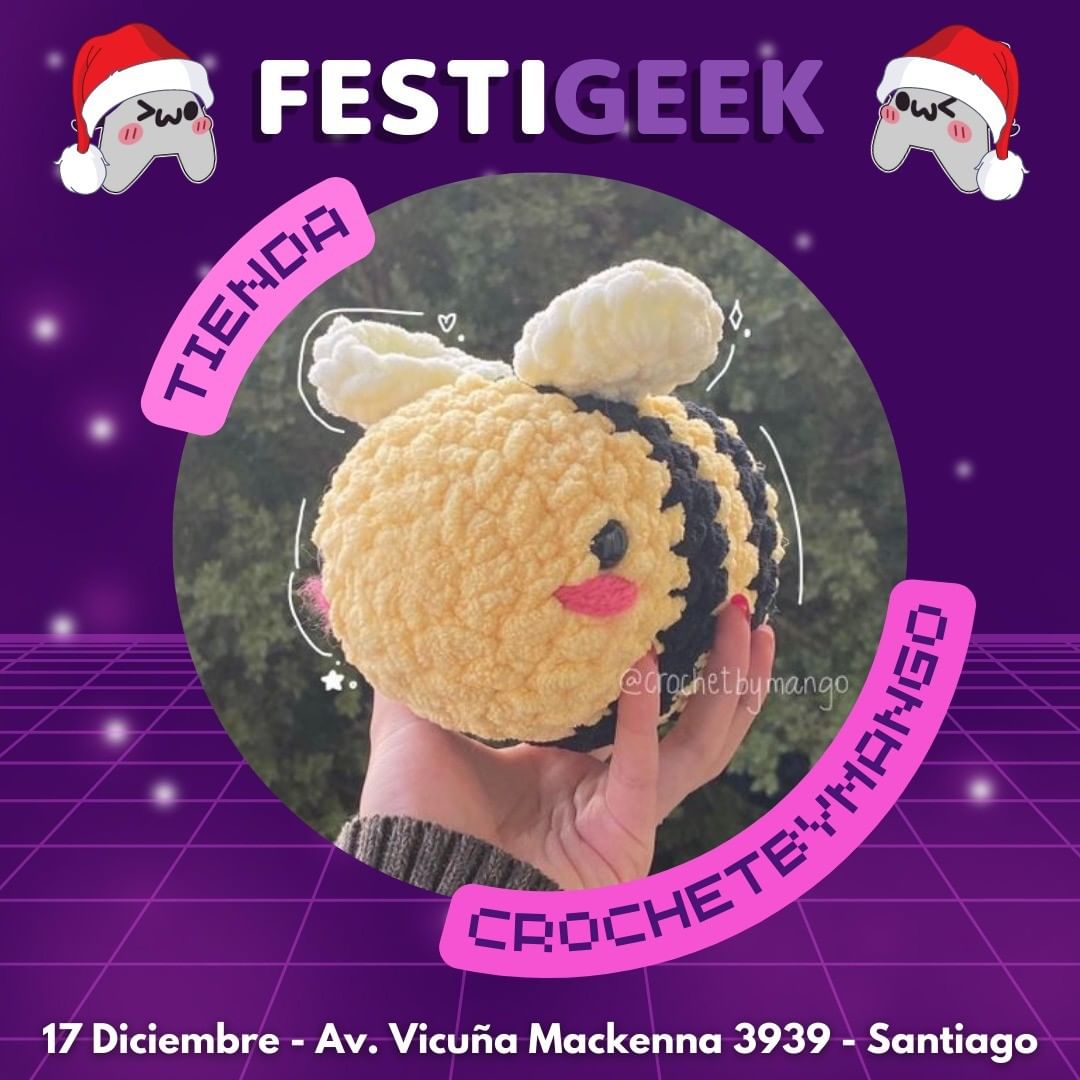 FESTIGEEK
TIENDA
@crochetbymango
CROCHETBYMANGO
17 Diciembre - Av. Vicuña Mackenna 3939 - Santiago